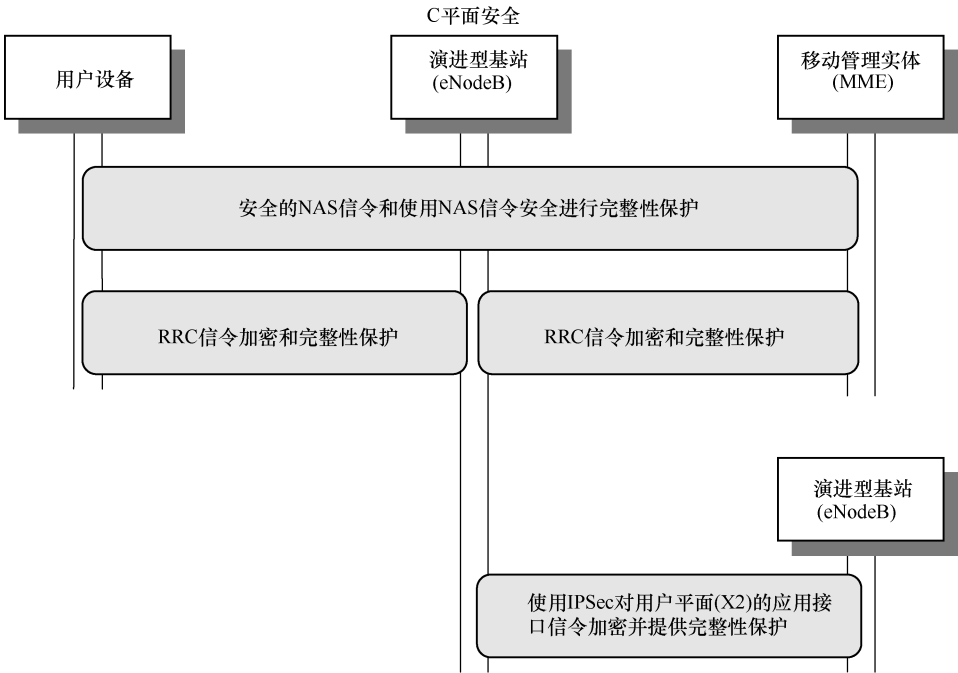 C平面安全
用户设备
演进型基站
(eNodeB)
移动管理实体
(MME)
安全的NAS信令和使用NAS信令安全进行完整性保护
RRC信令加密和完整性保护
RRC信令加密和完整性保护
演进型基站
(eNodeB)
使用IPSec对用户平面(X2)的应用接
口信令加密并提供完整性保护